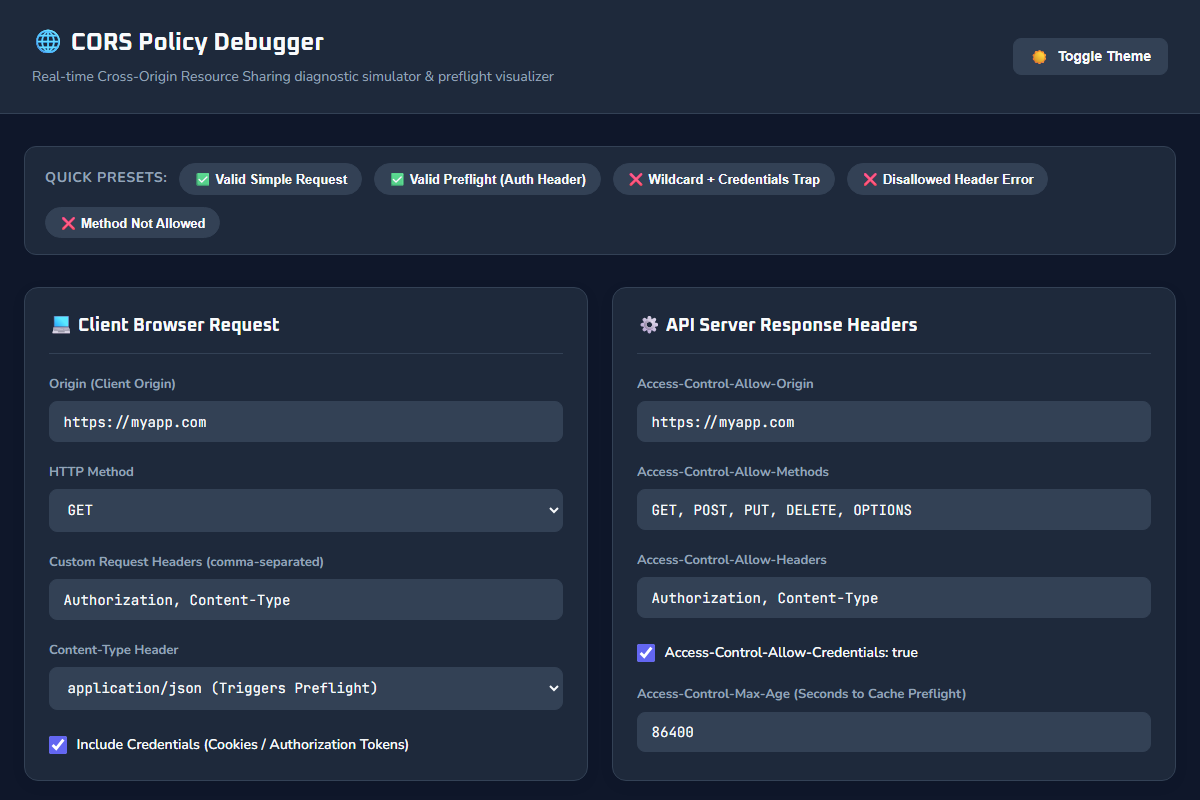 🌐 CORS Policy Debugger
Real-time Cross-Origin Resource Sharing diagnostic simulator & preflight visualizer
Toggle Theme
QUICK PRESETS:
✅ Valid Simple Request
✅ Valid Preflight (Auth Header)
❌ Wildcard + Credentials Trap
❌ Disallowed Header Error
❌ Method Not Allowed
💻 Client Browser Request
Origin (Client Origin)
https://myapp.com
HTTP Method
GET
Custom Request Headers (comma-separated)
Authorization, Content-Type
Content-Type Header
application/json (Triggers Preflight)
Include Credentials (Cookies / Authorization Tokens)
⚙️ API Server Response Headers
Access-Control-Allow-Origin
https://myapp.com
Access-Control-Allow-Methods
GET, POST, PUT, DELETE, OPTIONS
Access-Control-Allow-Headers
Authorization, Content-Type
Access-Control-Allow-Credentials: true
Access-Control-Max-Age (Seconds to Cache Preflight)
86400